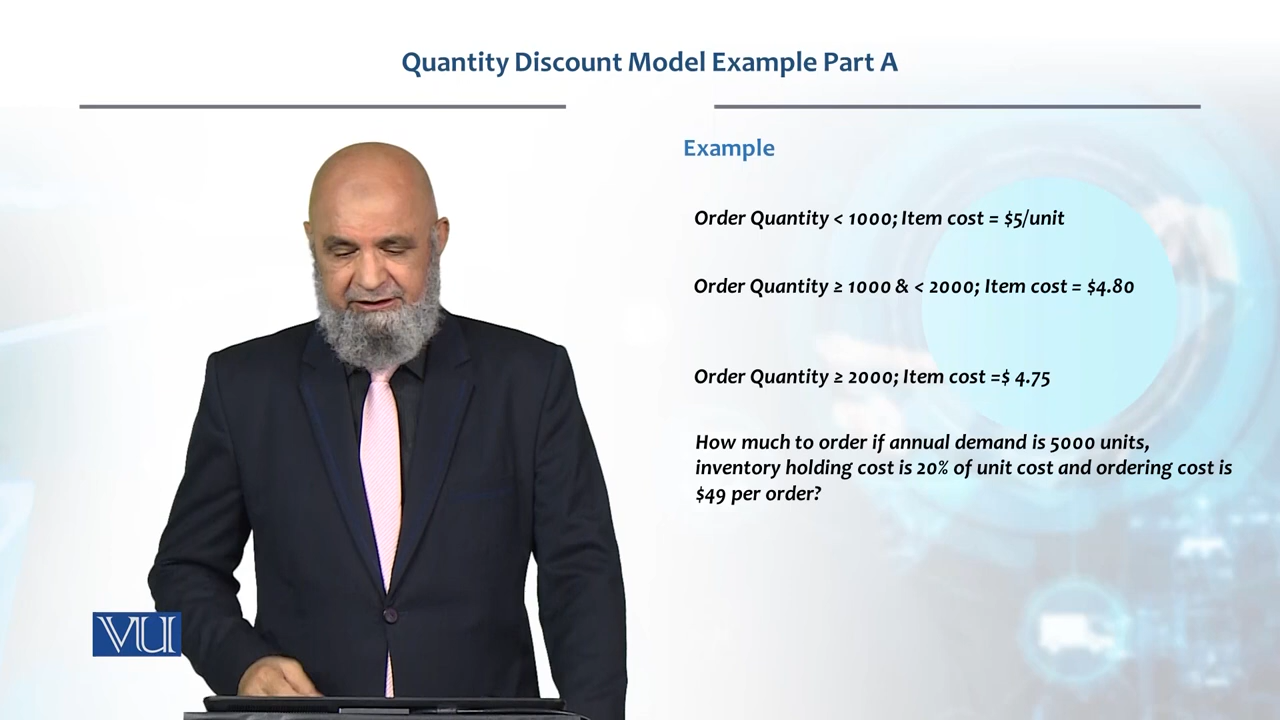 Quantity Discount Model Example Part A
Example
Order Quantity < 1000; Item cost = $5/unit
Order Quantity ≥ 1000 & < 2000; Item cost = $4.80
Order Quantity ≥ 2000; Item cost =$ 4.75
How much to order if annual demand is 5000 units,
inventory holding cost is 20% of unit cost and ordering cost is
$49 per order?
VU